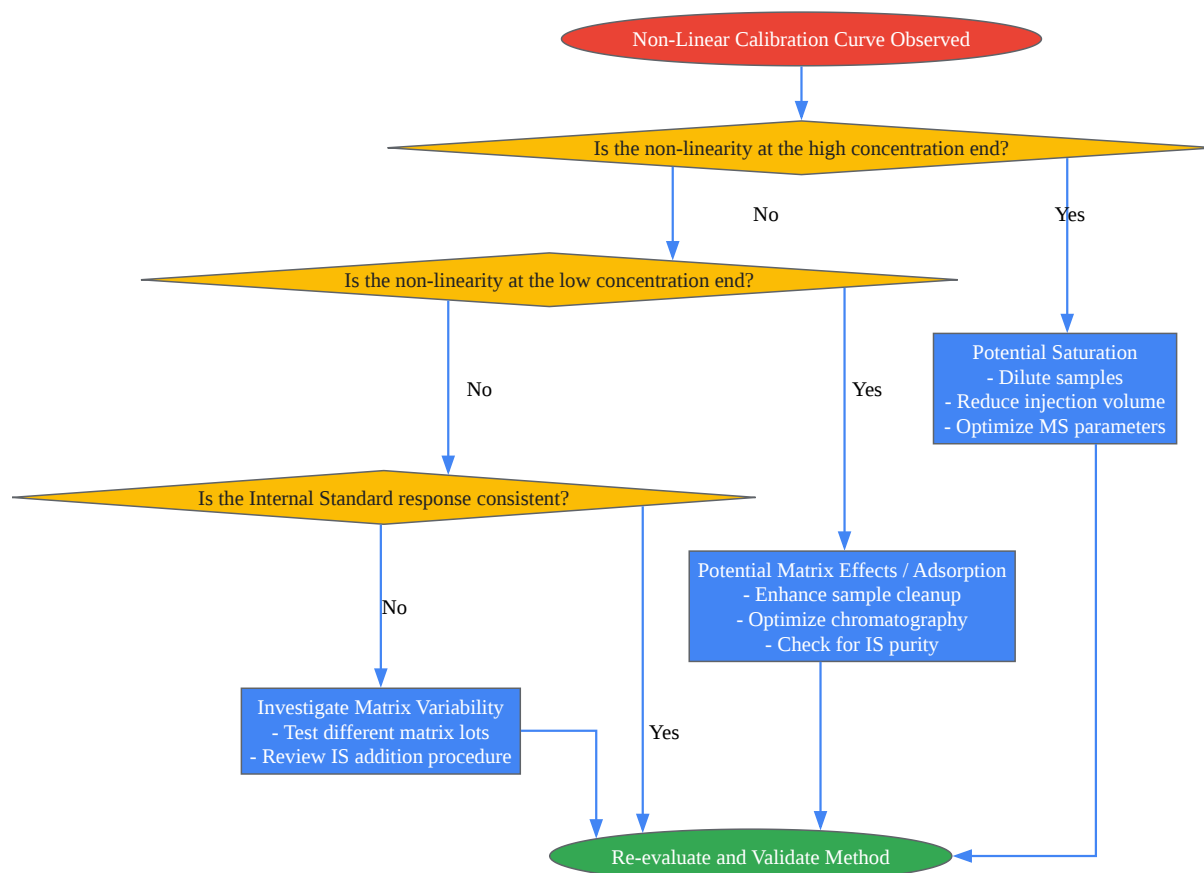 Non-Linear Calibration Curve Observed
Is the non-linearity at the high concentration end?
No
Yes
Is the non-linearity at the low concentration end?
Potential Saturation
- Dilute samples
- Reduce injection volume
- Optimize MS parameters
No
Yes
Is the Internal Standard response consistent?
Potential Matrix Effects / Adsorption
- Enhance sample cleanup
- Optimize chromatography
- Check for IS purity
No
Investigate Matrix Variability
- Test different matrix lots
- Review IS addition procedure
Yes
Re-evaluate and Validate Method